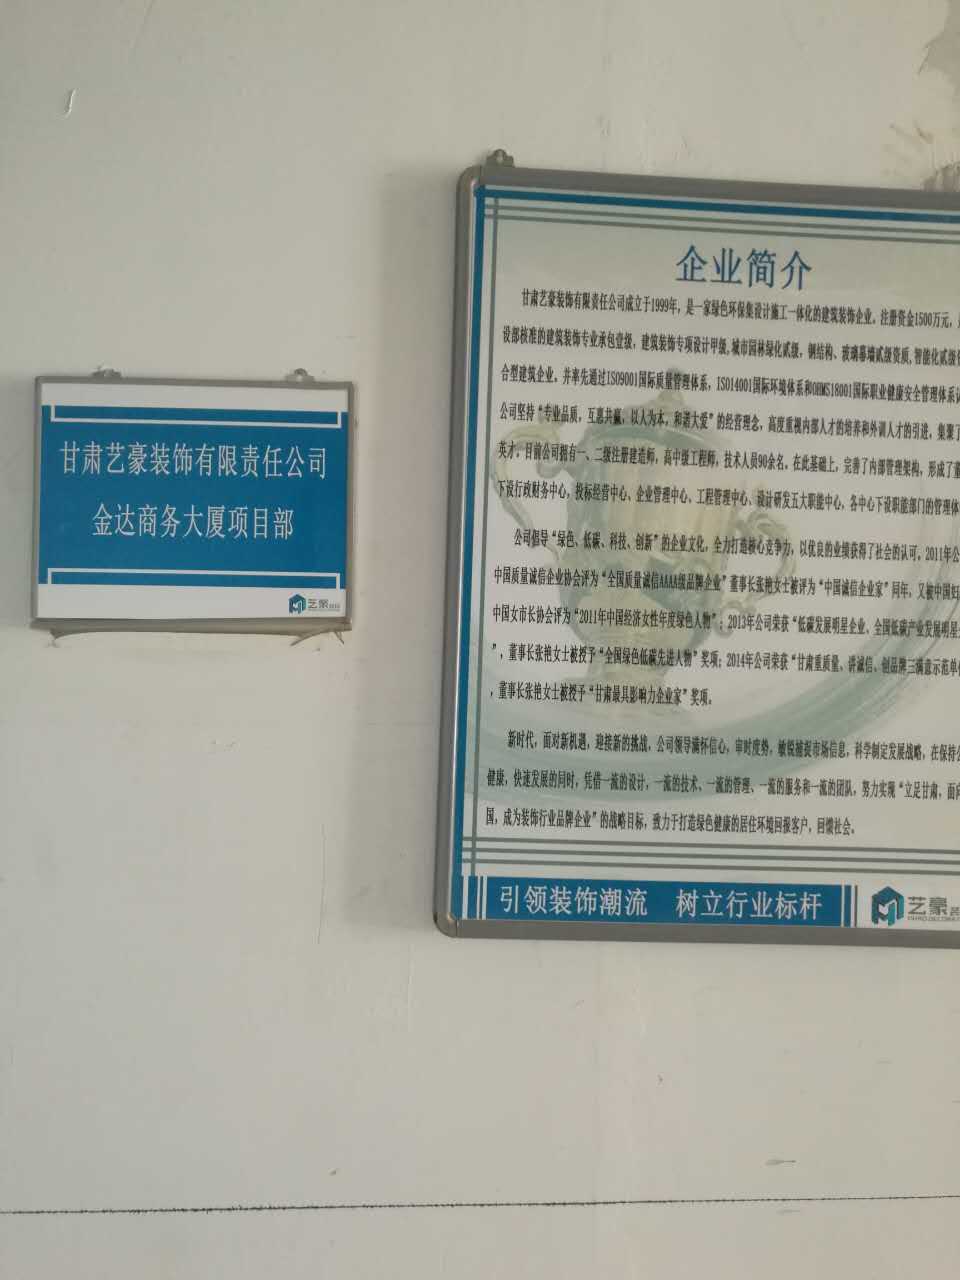 甘肃艺豪装饰有限责任公司
金达商务大厦项目部
艺豪装饰
企业简介
甘肃艺豪装饰有限责任公司成立于1999年，是一家绿色环保集设计施工一体化的建筑装饰企业。注册资金1500万元，
设部核准的建筑装饰专业承包壹级，建筑装饰专项设计甲级，城市园林绿化贰级，钢结构、玻璃幕墙贰级资质，智能化贰级
合型建筑企业。并率先通过ISO9001国际质量管理体系，ISO14001国际环境体系和OHMS18001国际职业健康安全管理体系
公司坚持“专业品质，互惠共赢，以人为本，和谐大爱”的经营理念，高度重视内部人才的培养和外训人才的引进，集聚了
英才。目前公司拥有一、二级注册建造师，高中级工程师，技术人员90余名。在此基础上，完善了内部管理架构，形成了董
下设行政财务中心，投标经营中心、企业管理中心、工程管理中心、设计研发五大职能中心，各中心下设职能部门的管理体
公司倡导“绿色、低碳、科技、创新”的企业文化，全力打造核心竞争力，以优良的业绩获得了社会的认可。2011年公
中国质量诚信企业协会评为“全国质量诚信AAAA级品牌企业”董事长张艳女士被评为“中国诚信企业家”同年，又被中国妇
中国女市长协会评为“2011年中国经济女性年度绿色人物”；2013年公司荣获“低碳发展明星企业、全国低碳产业发展明星
”，董事长张艳女士被授予“全国绿色低碳先进人物”奖项；2014年公司荣获“甘肃重质量、讲诚信、创品牌三满意示范单
，董事长张艳女士被授予“甘肃最具影响力企业家”奖项。
新时代，面对新机遇，迎接新的挑战，公司领导满怀信心，审时度势，敏锐捕捉市场信息，科学制定发展战略，在保持公
健康，快速发展的同时，凭借一流的设计，一流的技术、一流的管理、一流的服务和一流的团队，努力实现“立足甘肃，面向
国，成为装饰行业品牌企业”的战略目标，致力于打造绿色健康的居住环境回报客户，回馈社会。
引领装饰潮流 树立行业标杆
艺豪